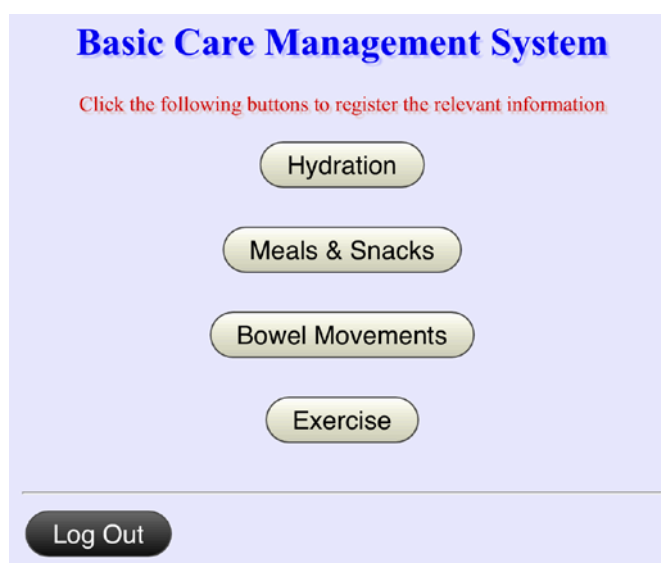 Basic Care Management System
Click the following buttons to register the relevant information
Hydration
Meals & Snacks
Bowel Movements
Exercise
Log Out